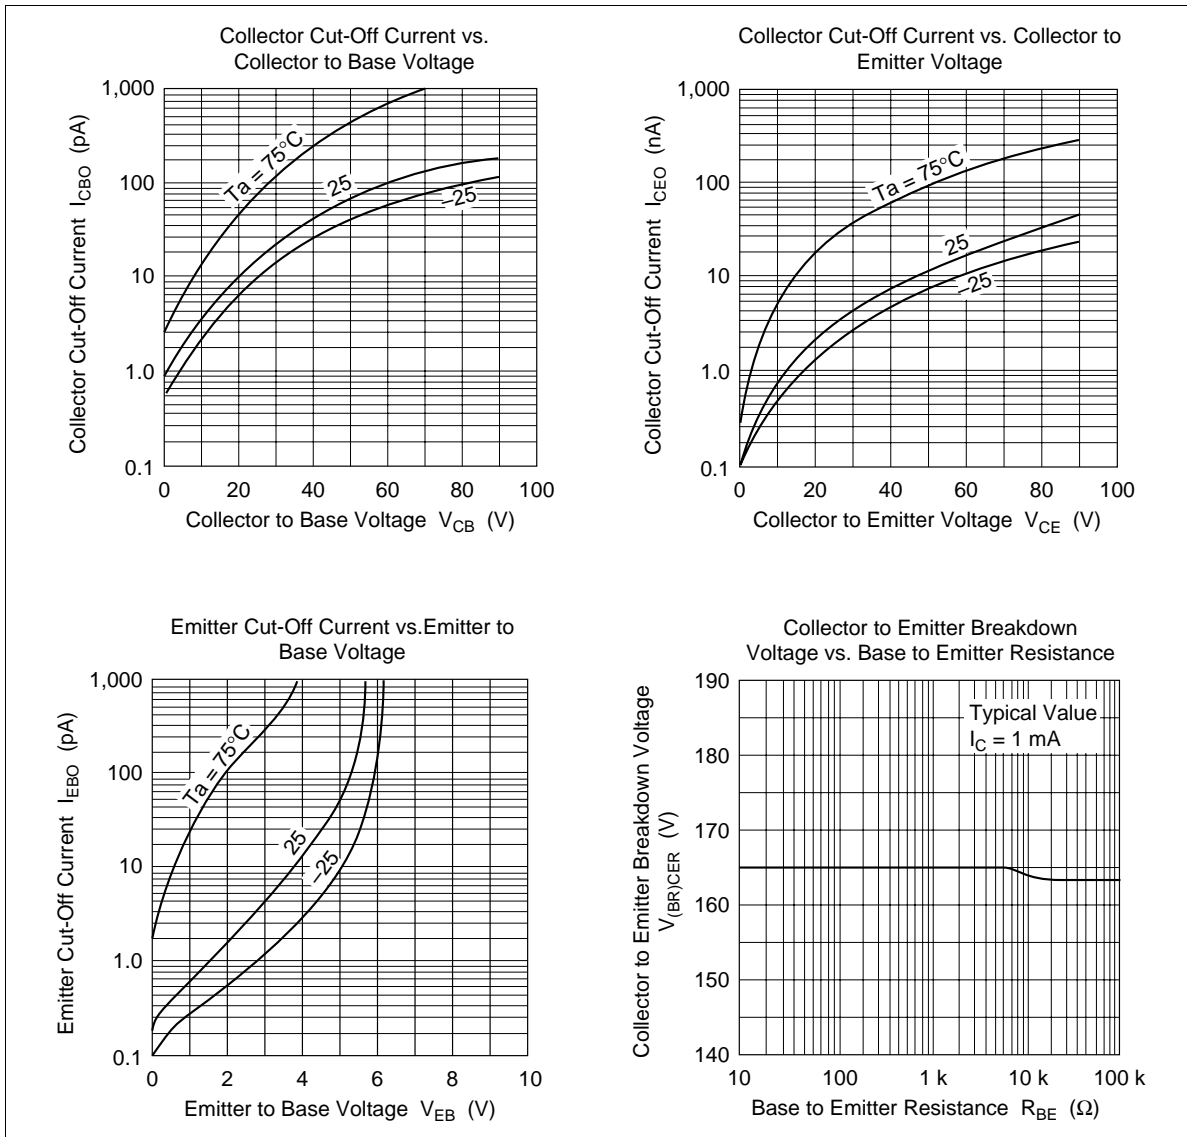 Collector Cut-Off Current vs.
Collector to Base Voltage
1,000
100
10
1.0
0.1
Collector Cut-Off Current I_CBO (pA)
Ta = 75°C
25
–25
0 20 40 60 80 100
Collector to Base Voltage V_CB (V)
Collector Cut-Off Current vs. Collector to
Emitter Voltage
1,000
100
10
1.0
0.1
Collector Cut-Off Current I_CEO (nA)
Ta = 75°C
25
–25
0 20 40 60 80 100
Collector to Emitter Voltage V_CE (V)
Emitter Cut-Off Current vs.Emitter to
Base Voltage
1,000
100
10
1.0
0.1
Emitter Cut-Off Current I_EBO (pA)
Ta = 75°C
25
–25
0 2 4 6 8 10
Emitter to Base Voltage V_EB (V)
Collector to Emitter Breakdown
Voltage vs. Base to Emitter Resistance
190
180
170
160
150
140
Collector to Emitter Breakdown Voltage
V_(BR)CER (V)
Typical Value
I_C = 1 mA
10 100 1 k 10 k 100 k
Base to Emitter Resistance R_BE (Ω)